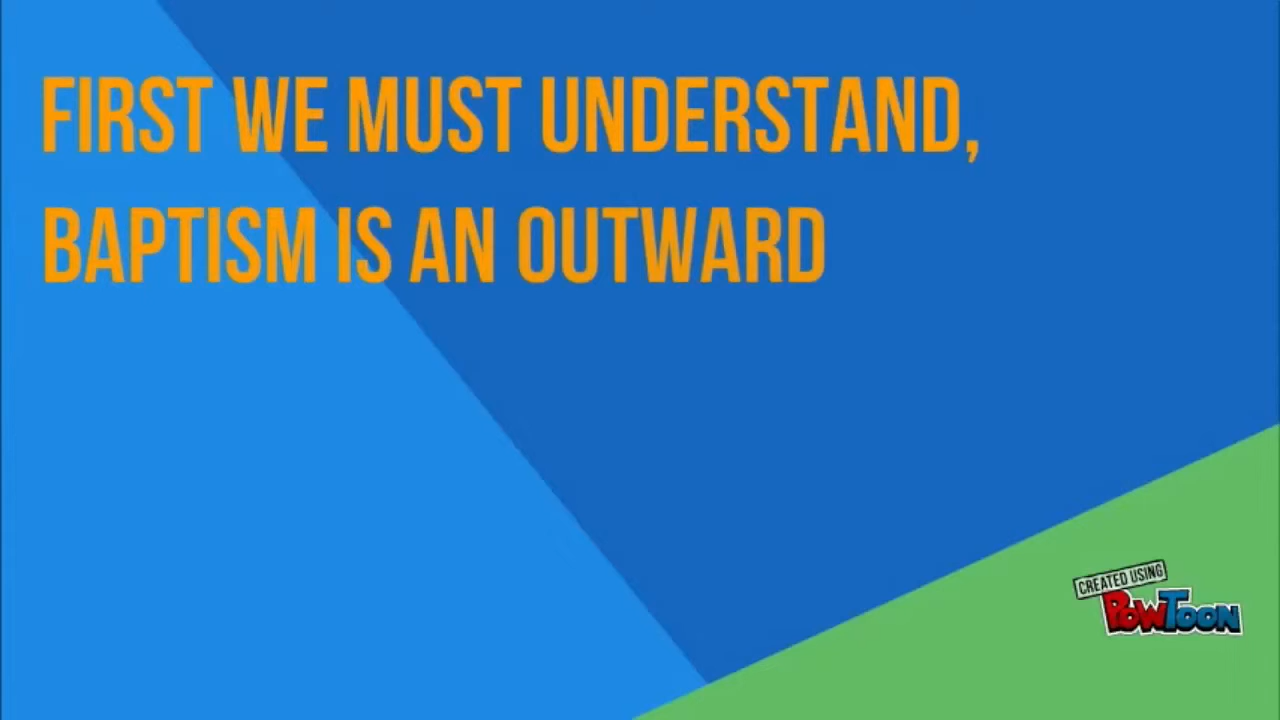 FIRST WE MUST UNDERSTAND,
BAPTISM IS AN OUTWARD
CREATED USING
POWTOON